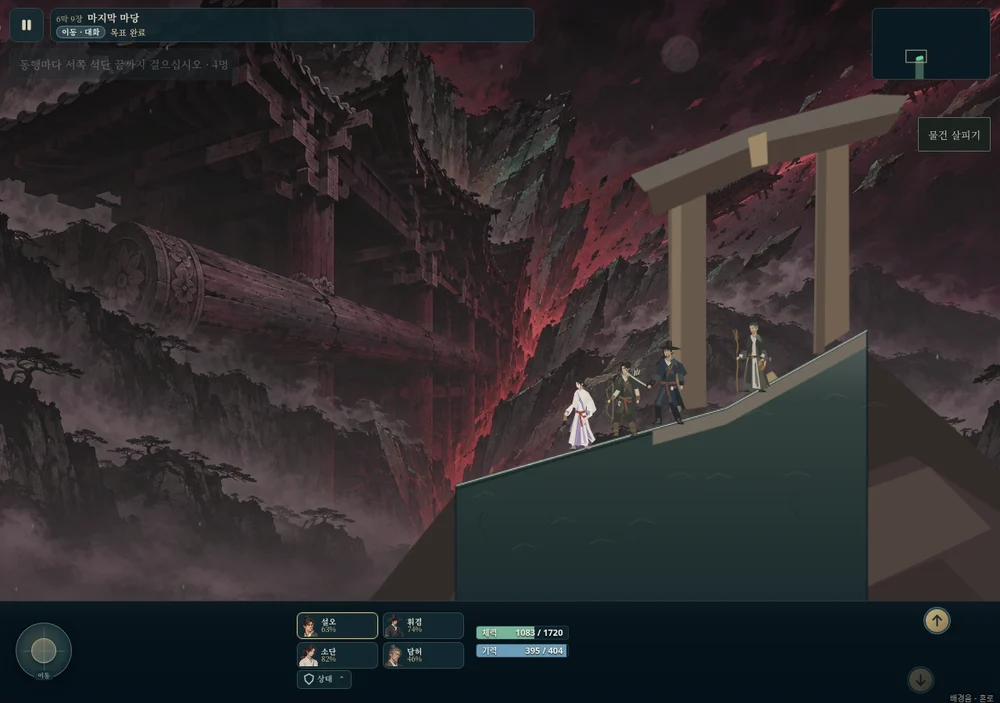 6막 9장 마지막 마당
이동 · 대화 목표 완료
동행마다 서쪽 석단 끝까지 걸으십시오 · 4명
물건 살피기
설오
63%
휘겸
74%
소단
82%
담허
46%
체력 1083 / 1720
기력 395 / 404
상태
이동
배경음 - 혼로